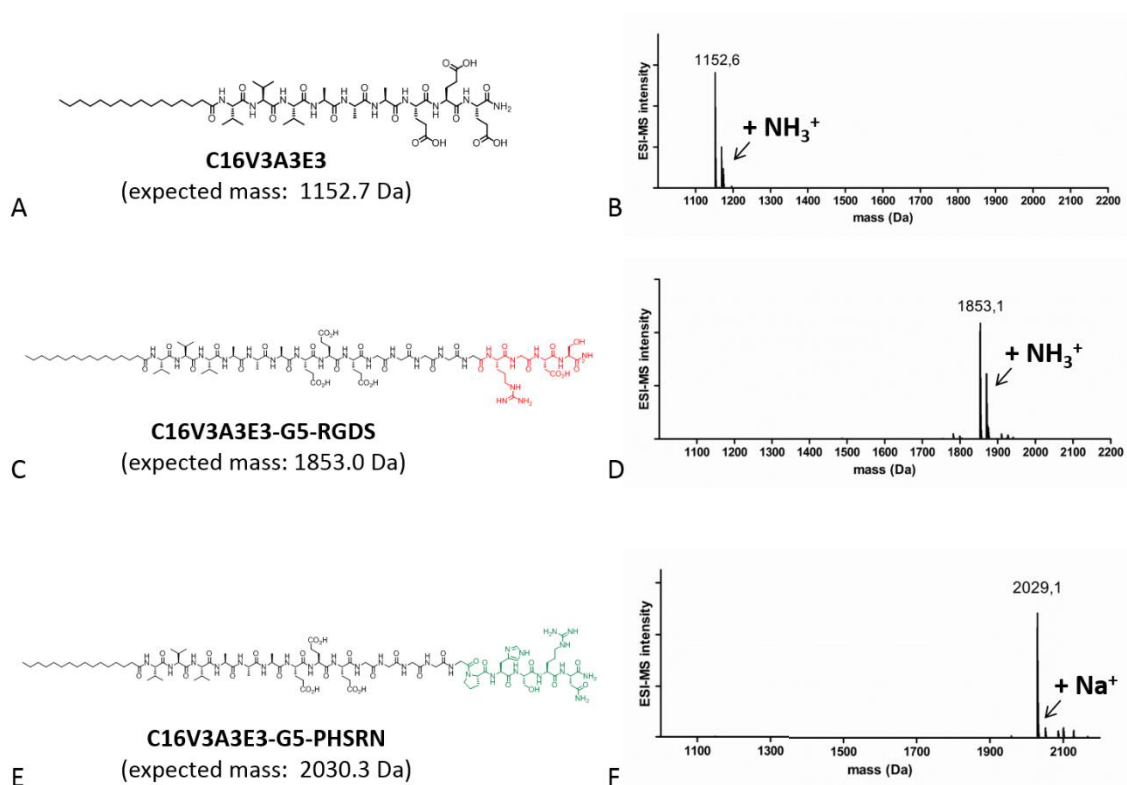 C16V3A3E3
(expected mass: 1152.7 Da)
A
ESI-MS intensity
1152,6
+ NH3+
1100 1200 1300 1400 1500 1600 1700 1800 1900 2000 2100 2200
mass (Da)
B
C16V3A3E3-G5-RGDS
(expected mass: 1853.0 Da)
C
ESI-MS intensity
1853,1
+ NH3+
1100 1200 1300 1400 1500 1600 1700 1800 1900 2000 2100 2200
mass (Da)
D
C16V3A3E3-G5-PHSRN
(expected mass: 2030.3 Da)
E
ESI-MS intensity
2029,1
+ Na+
1100 1300 1500 1700 1900 2100
mass (Da)
F